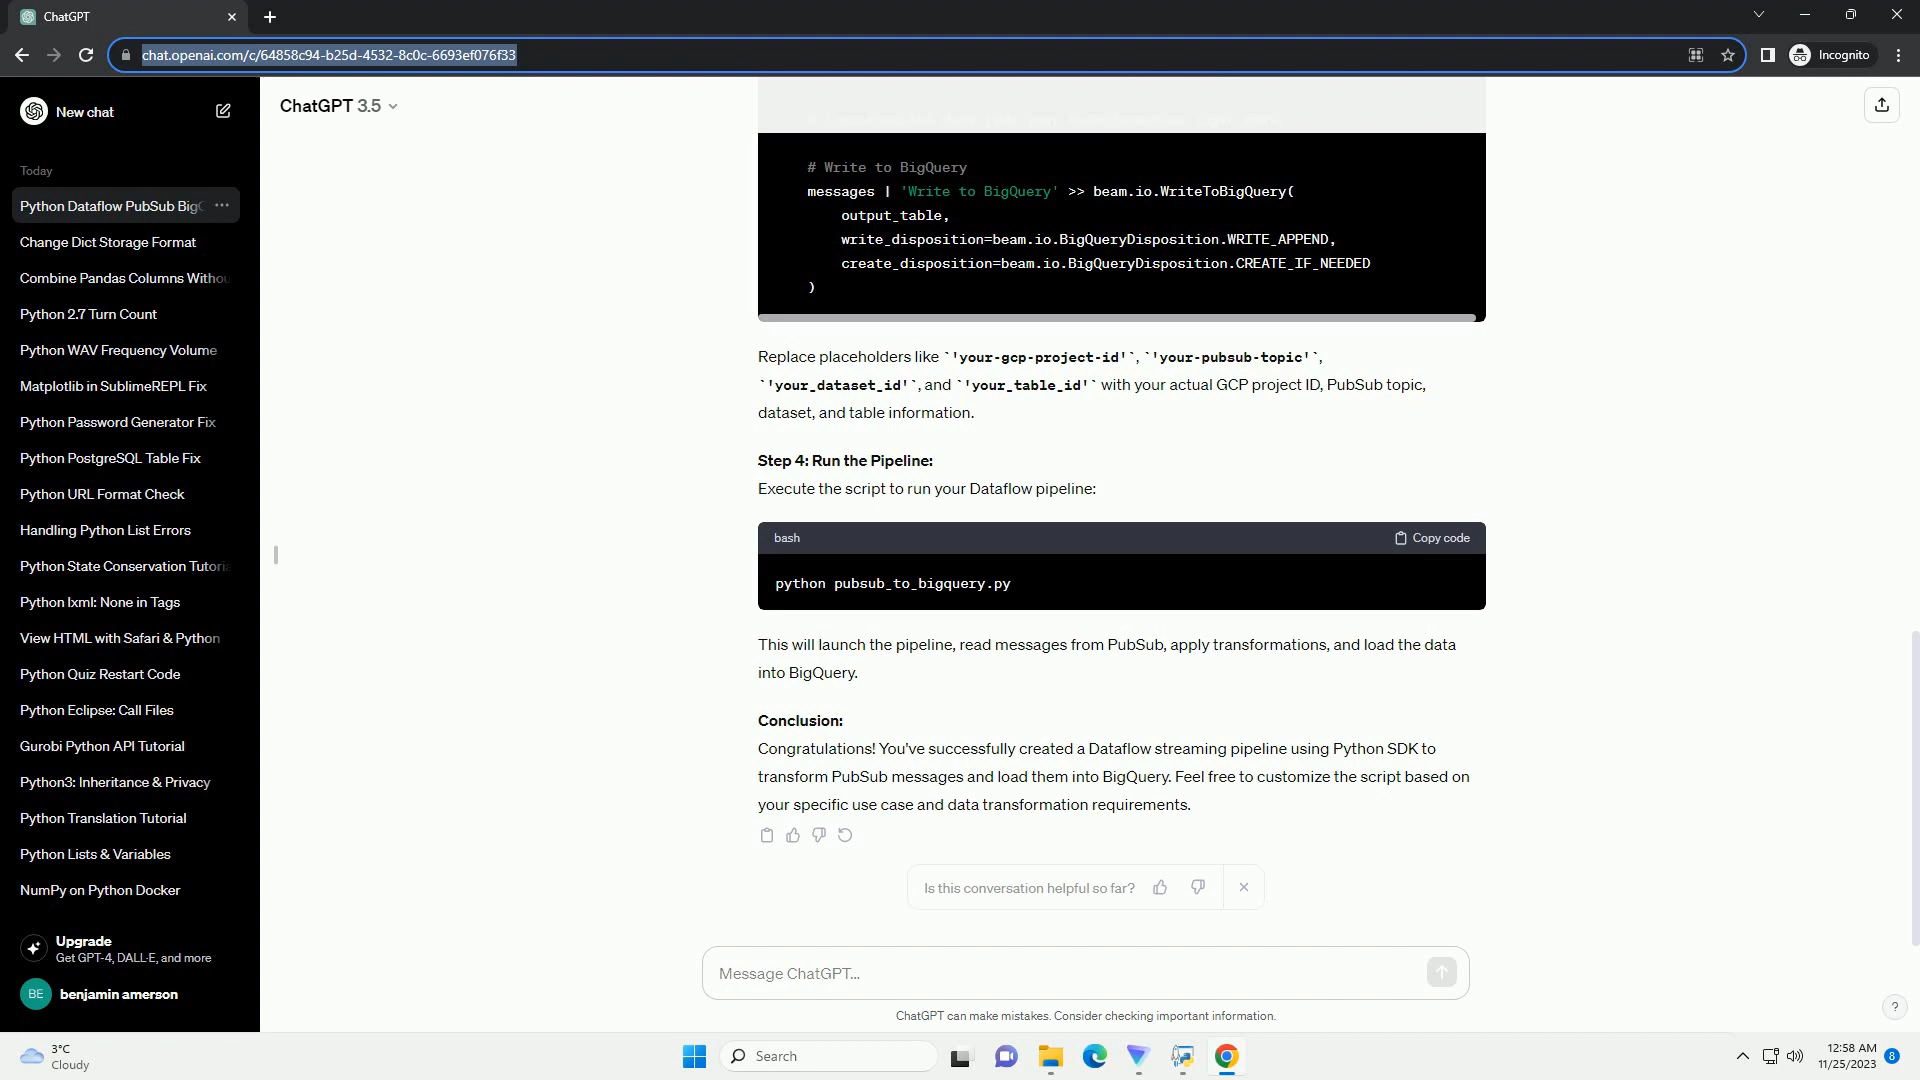 ChatGPT
chat.openai.com/c/64858c94-b25d-4532-8c0c-6693ef076f33
Incognito
New chat
ChatGPT 3.5
Today
Python Dataflow PubSub Big
Change Dict Storage Format
Combine Pandas Columns Withou
Python 2.7 Turn Count
Python WAV Frequency Volume
Matplotlib in SublimeREPL Fix
Python Password Generator Fix
Python PostgreSQL Table Fix
Python URL Format Check
Handling Python List Errors
Python State Conservation Tutoria
Python lxml: None in Tags
View HTML with Safari & Python
Python Quiz Restart Code
Python Eclipse: Call Files
Gurobi Python API Tutorial
Python3: Inheritance & Privacy
Python Translation Tutorial
Python Lists & Variables
NumPy on Python Docker
Upgrade
Get GPT-4, DALL·E, and more
BE benjamin amerson
# Write to BigQuery
messages | 'Write to BigQuery' >> beam.io.WriteToBigQuery(
output_table,
write_disposition=beam.io.BigQueryDisposition.WRITE_APPEND,
create_disposition=beam.io.BigQueryDisposition.CREATE_IF_NEEDED
)
Replace placeholders like `'your-gcp-project-id'`, `'your-pubsub-topic'`,
`'your_dataset_id'`, and `'your_table_id'` with your actual GCP project ID, PubSub topic,
dataset, and table information.
Step 4: Run the Pipeline:
Execute the script to run your Dataflow pipeline:
bash
Copy code
python pubsub_to_bigquery.py
This will launch the pipeline, read messages from PubSub, apply transformations, and load the data
into BigQuery.
Conclusion:
Congratulations! You've successfully created a Dataflow streaming pipeline using Python SDK to
transform PubSub messages and load them into BigQuery. Feel free to customize the script based on
your specific use case and data transformation requirements.
Is this conversation helpful so far?
Message ChatGPT...
ChatGPT can make mistakes. Consider checking important information.
?
3°C
Cloudy
Search
12:58 AM
11/25/2023
8